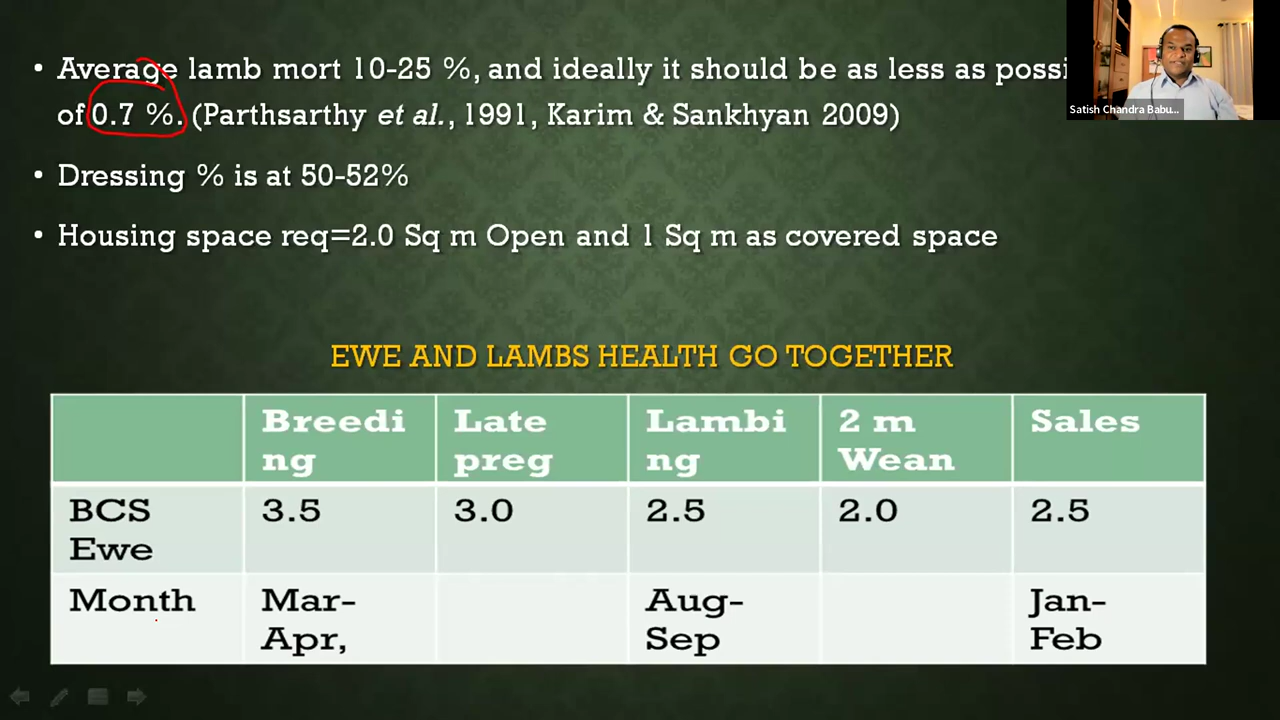 • Average lamb mort 10-25 %, and ideally it should be as less as possi
of 0.7 %. (Parthsarthy et al., 1991, Karim & Sankhyan 2009)
Satish Chandra Babu...
• Dressing % is at 50-52%
• Housing space req=2.0 Sq m Open and 1 Sq m as covered space
EWE AND LAMBS HEALTH GO TOGETHER
Breedi ng Late preg Lambi ng 2 m Wean Sales
BCS Ewe 3.5 3.0 2.5 2.0 2.5
Month Mar- Apr, Aug- Sep Jan- Feb